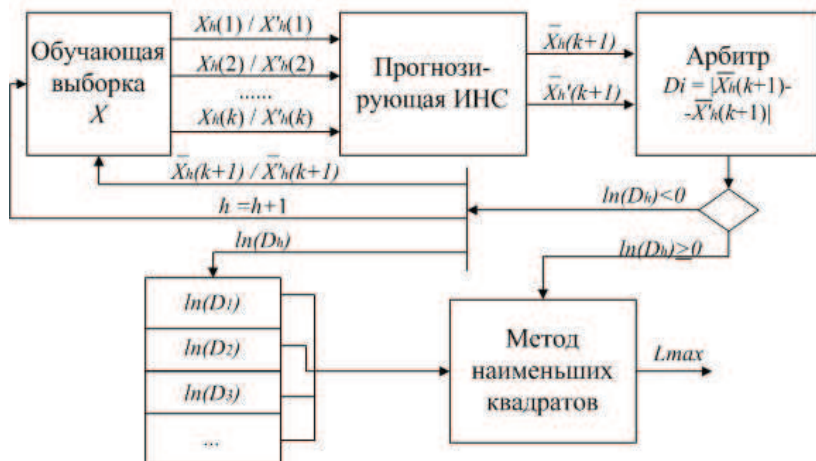 Обучающая
выборка
X
Xh(1) / X'h(1)
Xh(2) / X'h(2)
......
Xh(k) / X'h(k)
Прогнози-
рующая ИНС
X̅h(k+1)
X̅h'(k+1)
Арбитр
Di = |X̅h(k+1)-
-X̅'h(k+1)|
X̅h(k+1) / X̅'h(k+1)
h =h+1
ln(Dh)<0
ln(Dh)
ln(Dh)≥0
ln(D1)
ln(D2)
ln(D3)
...
Метод
наименьших
квадратов
Lmax